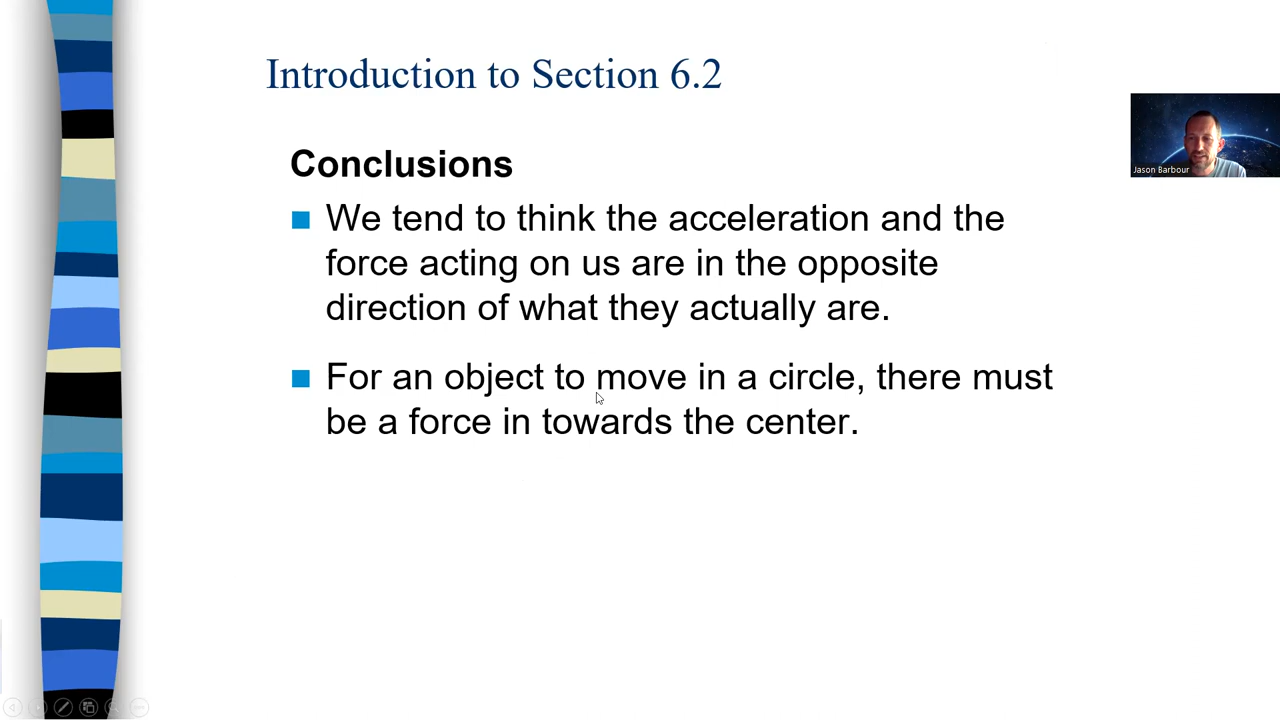 Introduction to Section 6.2
Jason Barbour
Conclusions
We tend to think the acceleration and the
force acting on us are in the opposite
direction of what they actually are.
For an object to move in a circle, there must
be a force in towards the center.